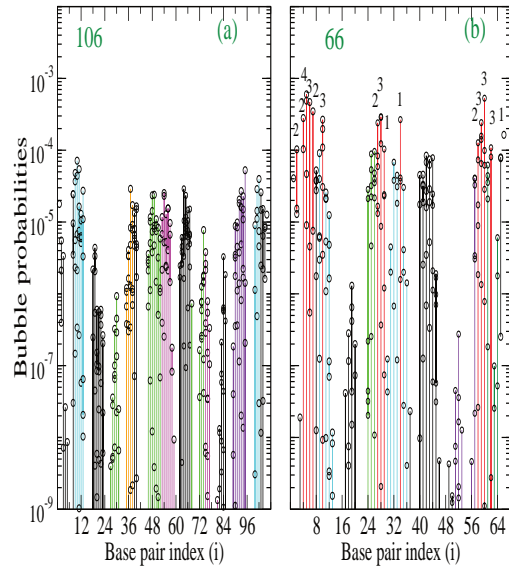 106 (a)
66 (b)
10^-3
10^-4
10^-5
10^-7
10^-9
Bubble probabilities
4
3
2 2
3
2
3
2 1
1
3
3
2
3
1
12 24 36 48 60 72 84 96
8 16 24 32 40 48 56 64
Base pair index (i)
Base pair index (i)